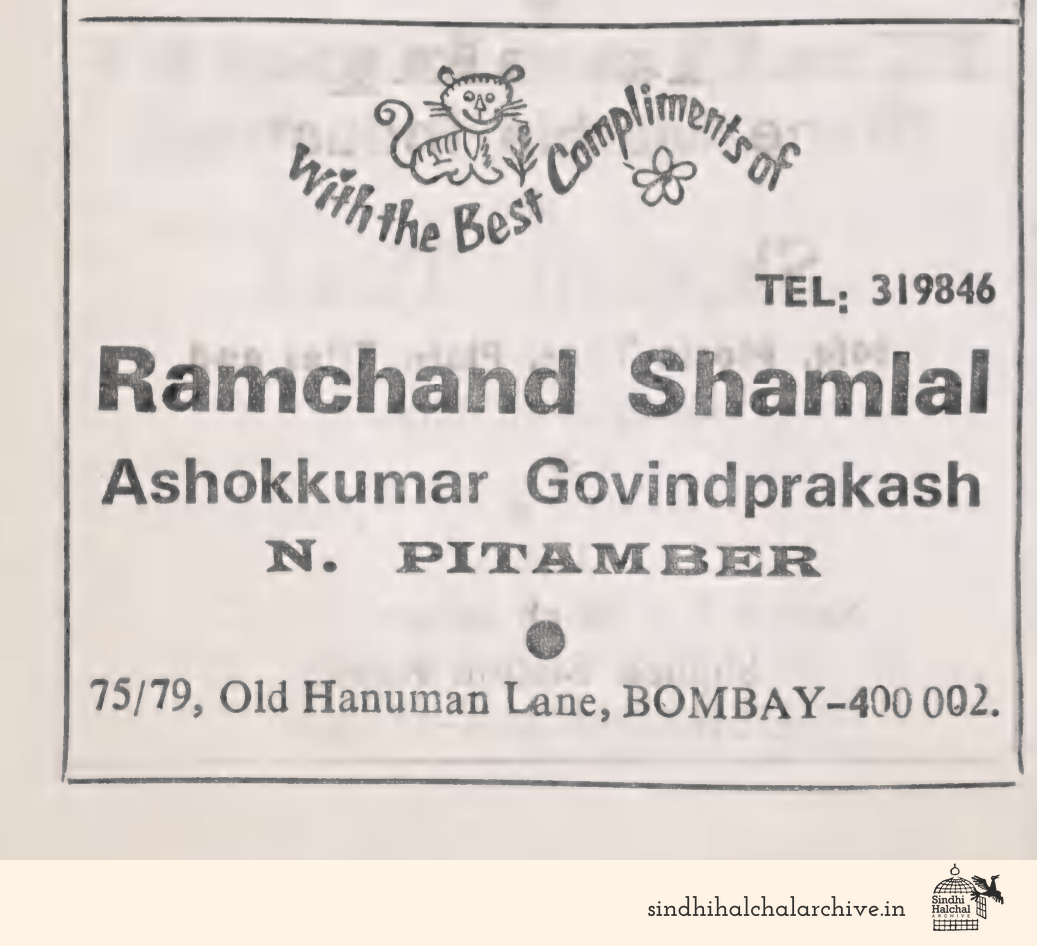 With the Best Compliments of
TEL: 319846
Ramchand Shamlal
Ashokkumar Govindprakash
N. PITAMBER
75/79, Old Hanuman Lane, BOMBAY-400 002.
sindhihalchalarchive.in
Sindhi
Halchal
ARCHIVE